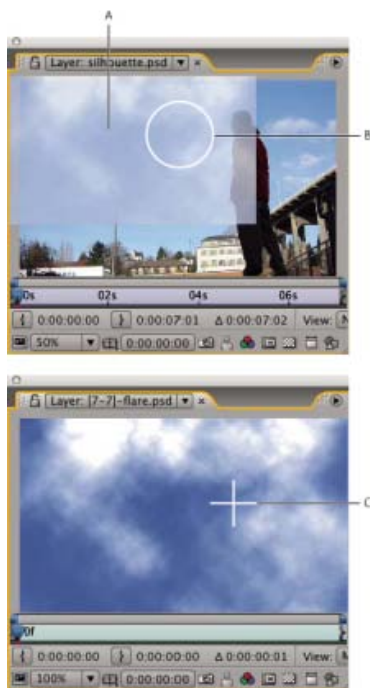 A
Layer: silhouette.psd
B
0s 02s 04s 06s
0:00:00:00 0:00:07:01 Δ 0:00:07:02 View:
50% 0:00:00:00
Layer: [7-7]-flare.psd
C
0f
0:00:00:00 0:00:00:00 Δ 0:00:00:01 View:
100% 0:00:00:00